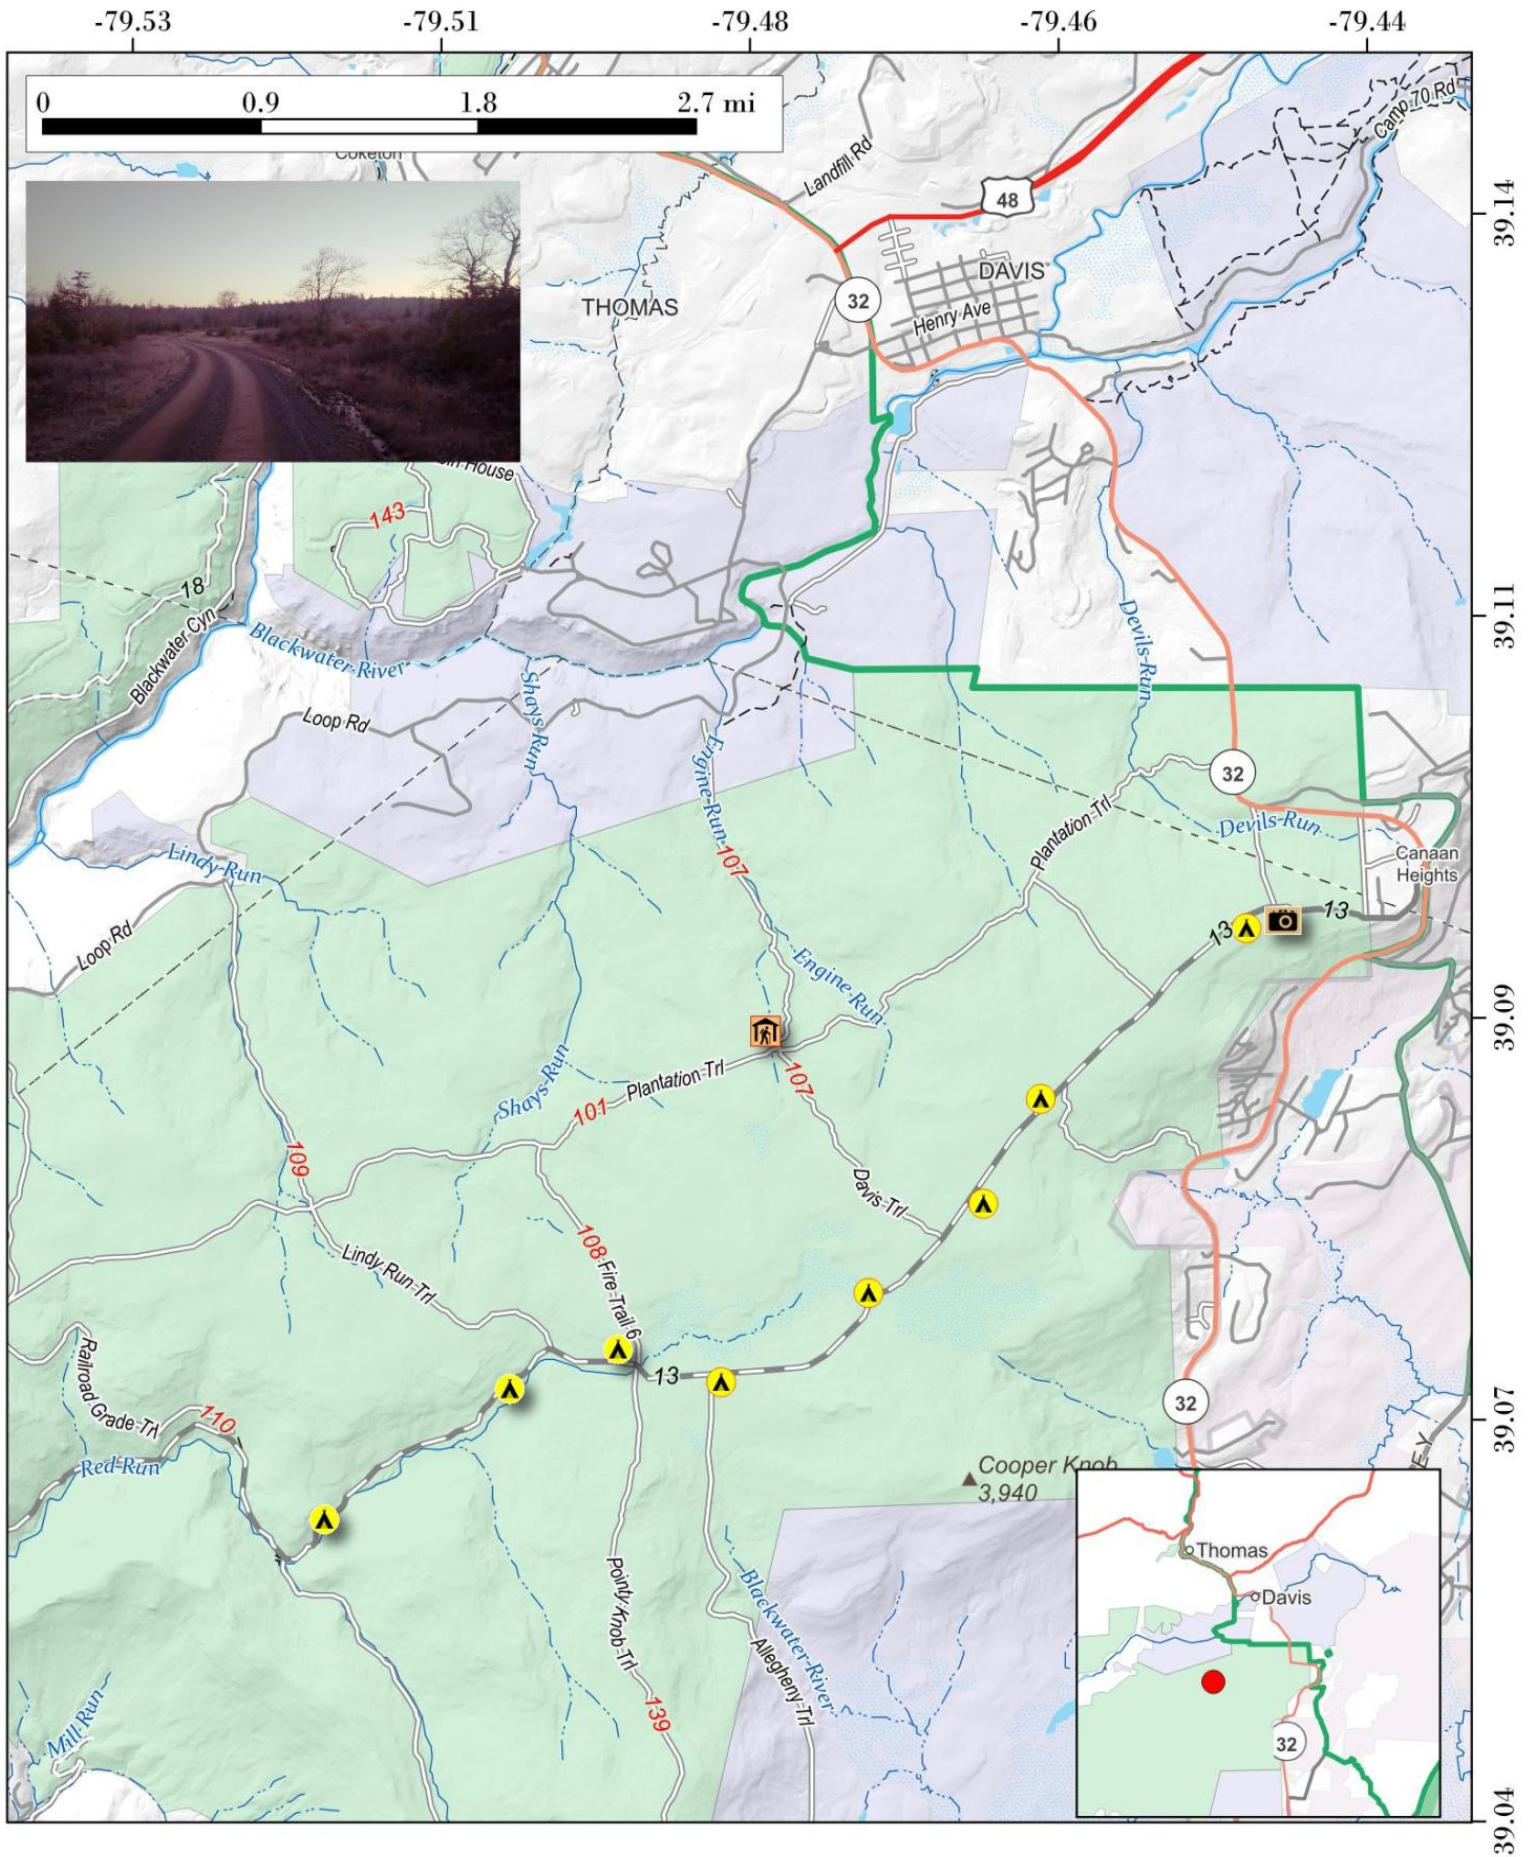 -79.53 -79.51 -79.48 -79.46 -79.44
0 0.9 1.8 2.7 mi
Coketon
Landfill Rd
Camp 70 Rd
48
39.14
THOMAS
DAVIS
32
Henry Ave
House
143
18
Blackwater Cyn
Blackwater River
39.11
Devils Run
Shays Run
Loop Rd
Engine Run
32
Plantation Trl
Devils Run
Canaan
Heights
Lindy Run
107
13
13
Loop Rd
Engine Run
39.09
Shays Run
101
Plantation Trl
107
109
Davis Trl
Lindy Run Trl
108
Fire Trail 6
Railroad Grade Trl
13
110
32
39.07
Red Run
EY
Cooper Knob
3,940
Pointy Knob Trl
Blackwater River
Allegheny Trl
139
Mill Run
Thomas
Davis
32
39.04